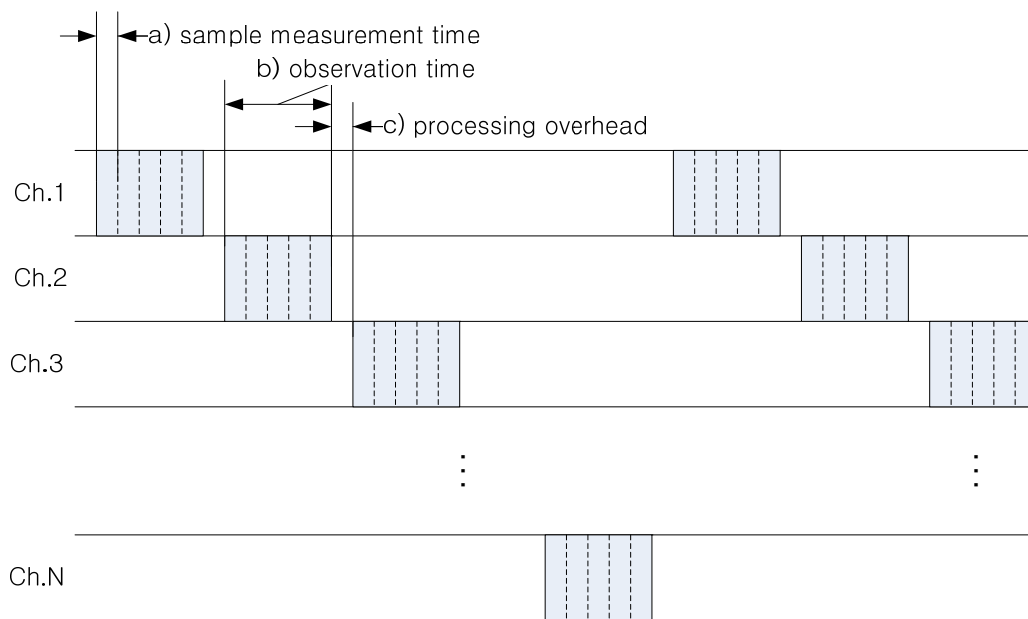 a) sample measurement time
b) observation time
c) processing overhead
Ch.1
Ch.2
Ch.3
⋮ ⋮
Ch.N